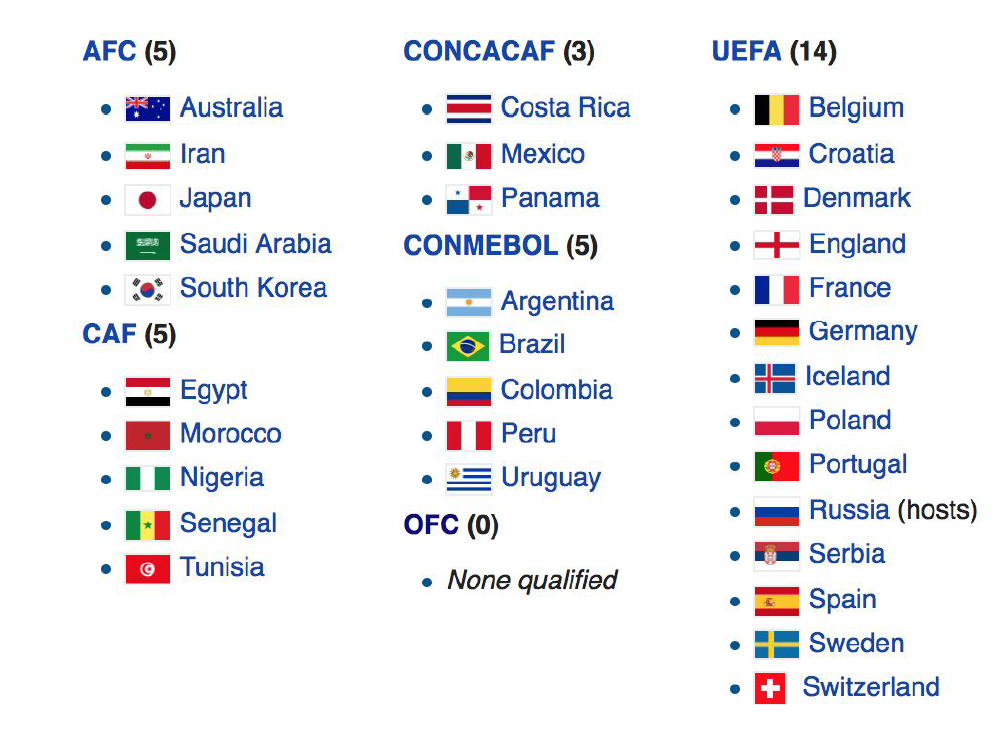 AFC (5)
Australia
Iran
Japan
Saudi Arabia
South Korea
CAF (5)
Egypt
Morocco
Nigeria
Senegal
Tunisia
CONCACAF (3)
Costa Rica
Mexico
Panama
CONMEBOL (5)
Argentina
Brazil
Colombia
Peru
Uruguay
OFC (0)
None qualified
UEFA (14)
Belgium
Croatia
Denmark
England
France
Germany
Iceland
Poland
Portugal
Russia (hosts)
Serbia
Spain
Sweden
Switzerland